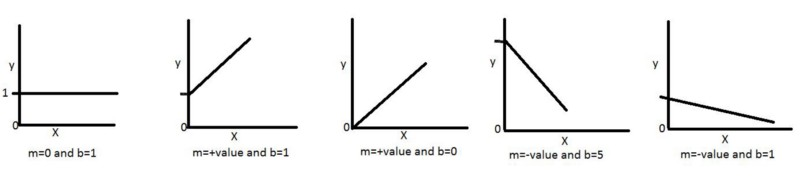 y
1
0
X
m=0 and b=1
y
0
X
m=+value and b=1
y
0
X
m=+value and b=0
y
0
X
m=-value and b=5
y
0
X
m=-value and b=1